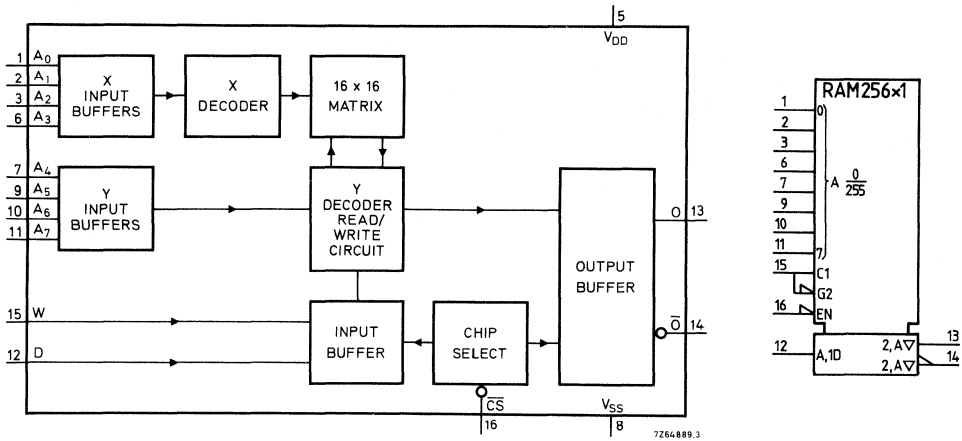 5
V_DD
1 A₀
2 A₁
3 A₂
6 A₃
X INPUT BUFFERS
X DECODER
16 x 16 MATRIX
7 A₄
9 A₅
10 A₆
11 A₇
Y INPUT BUFFERS
Y DECODER READ/ WRITE CIRCUIT
OUTPUT BUFFER
O 13
O̅ 14
15 W
12 D
INPUT BUFFER
CHIP SELECT
C̅S̅
16
V_SS
8
7Z64889.3
RAM256x1
1 0
2
3
6
7
9
10
11 7
A 0/255
15 C1
G2
16 EN
12 A,1D
2,A▽ 13
2,A▽ 14